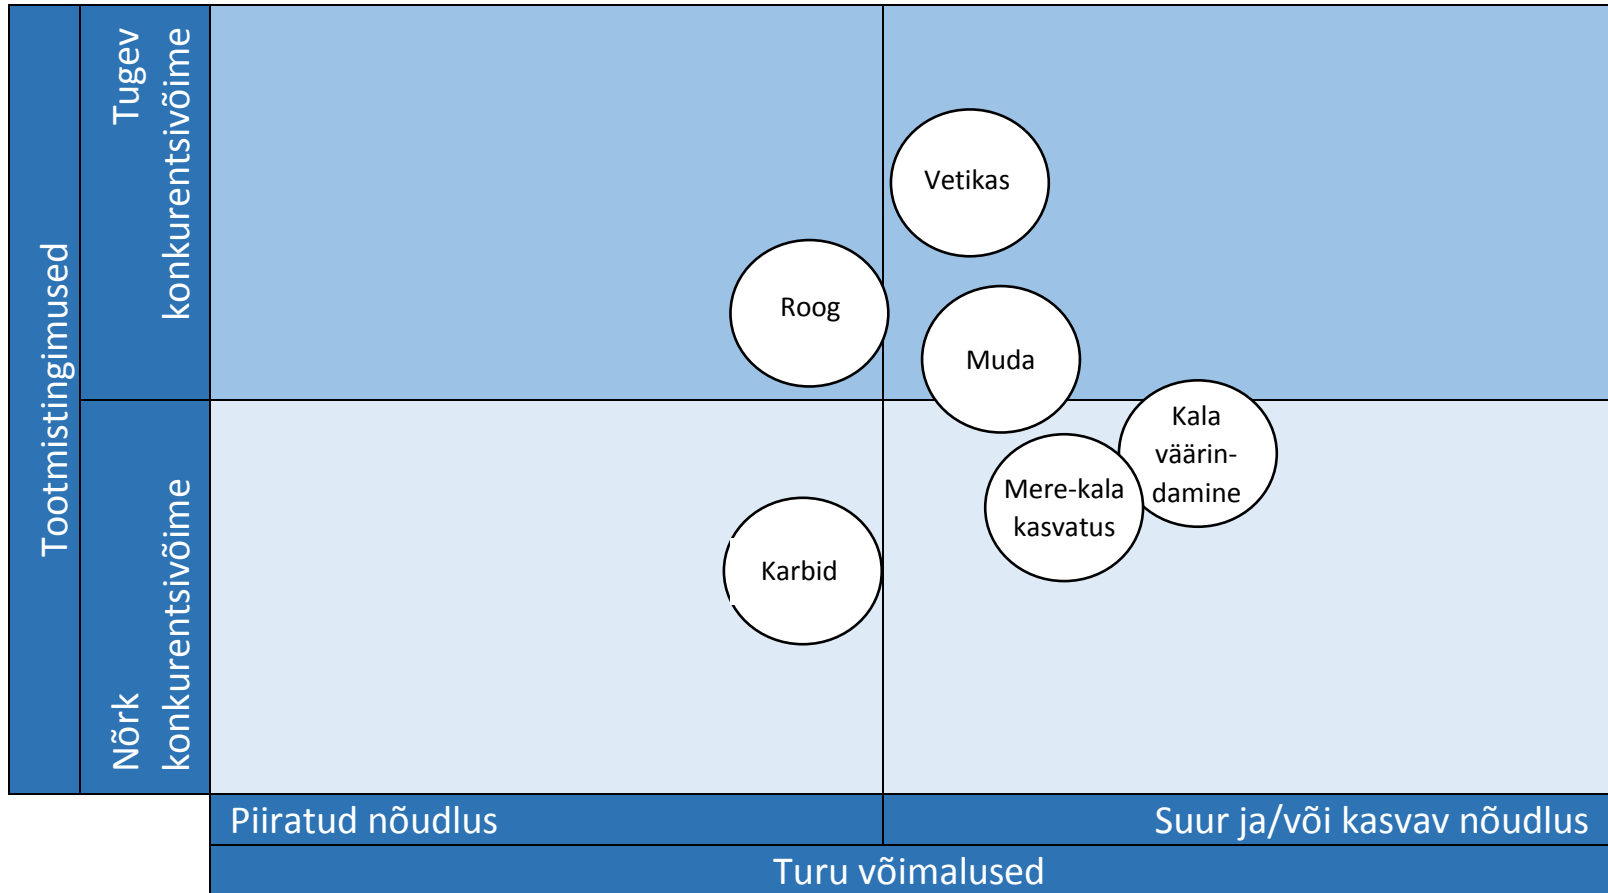 Tootmistingimused
Tugev
konkurentsivõime
Nõrk
konkurentsivõime
Vetikas
Roog
Muda
Kala
väärin-
damine
Mere-kala
kasvatus
Karbid
Piiratud nõudlus
Suur ja/või kasvav nõudlus
Turu võimalused